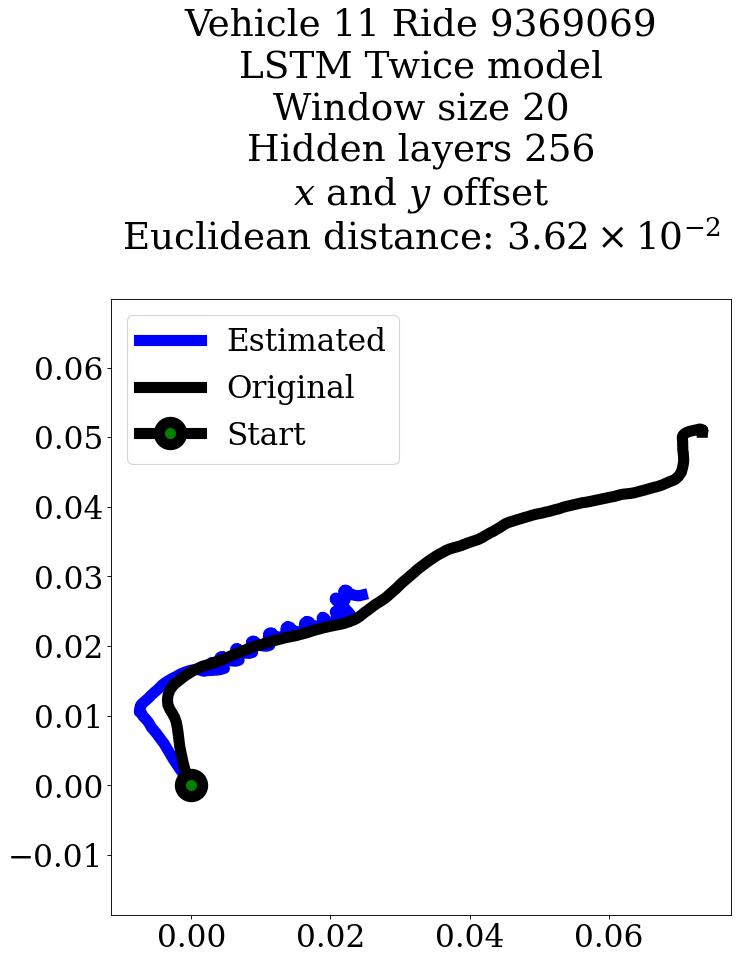 Vehicle 11 Ride 9369069
LSTM Twice model
Window size 20
Hidden layers 256
x and y offset
Euclidean distance: 3.62 × 10⁻²
Estimated
Original
Start
0.06
0.05
0.04
0.03
0.02
0.01
0.00
−0.01
0.00 0.02 0.04 0.06